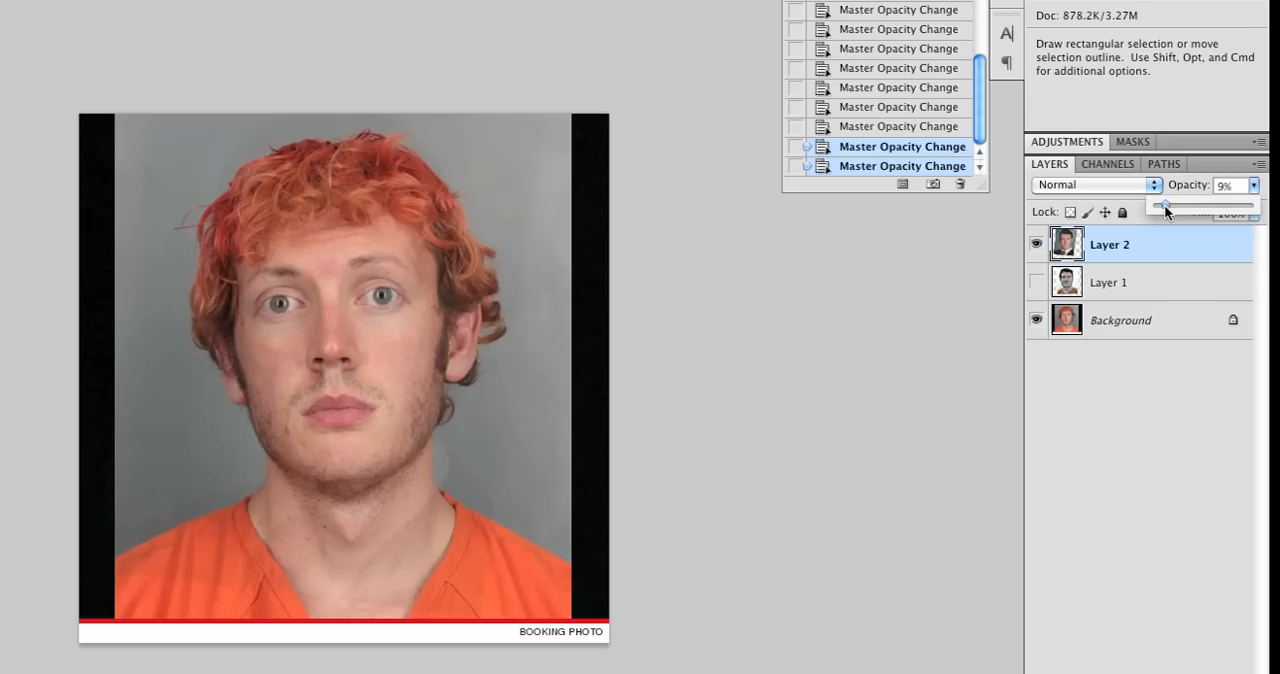 Master Opacity Change
Master Opacity Change
Master Opacity Change
Master Opacity Change
Master Opacity Change
Master Opacity Change
Master Opacity Change
Master Opacity Change
Master Opacity Change
A
¶
Doc: 878.2K/3.27M
Draw rectangular selection or move
selection outline. Use Shift, Opt, and Cmd
for additional options.
ADJUSTMENTS MASKS
LAYERS CHANNELS PATHS
Normal Opacity: 9%
Lock:
Layer 2
Layer 1
Background
BOOKING PHOTO